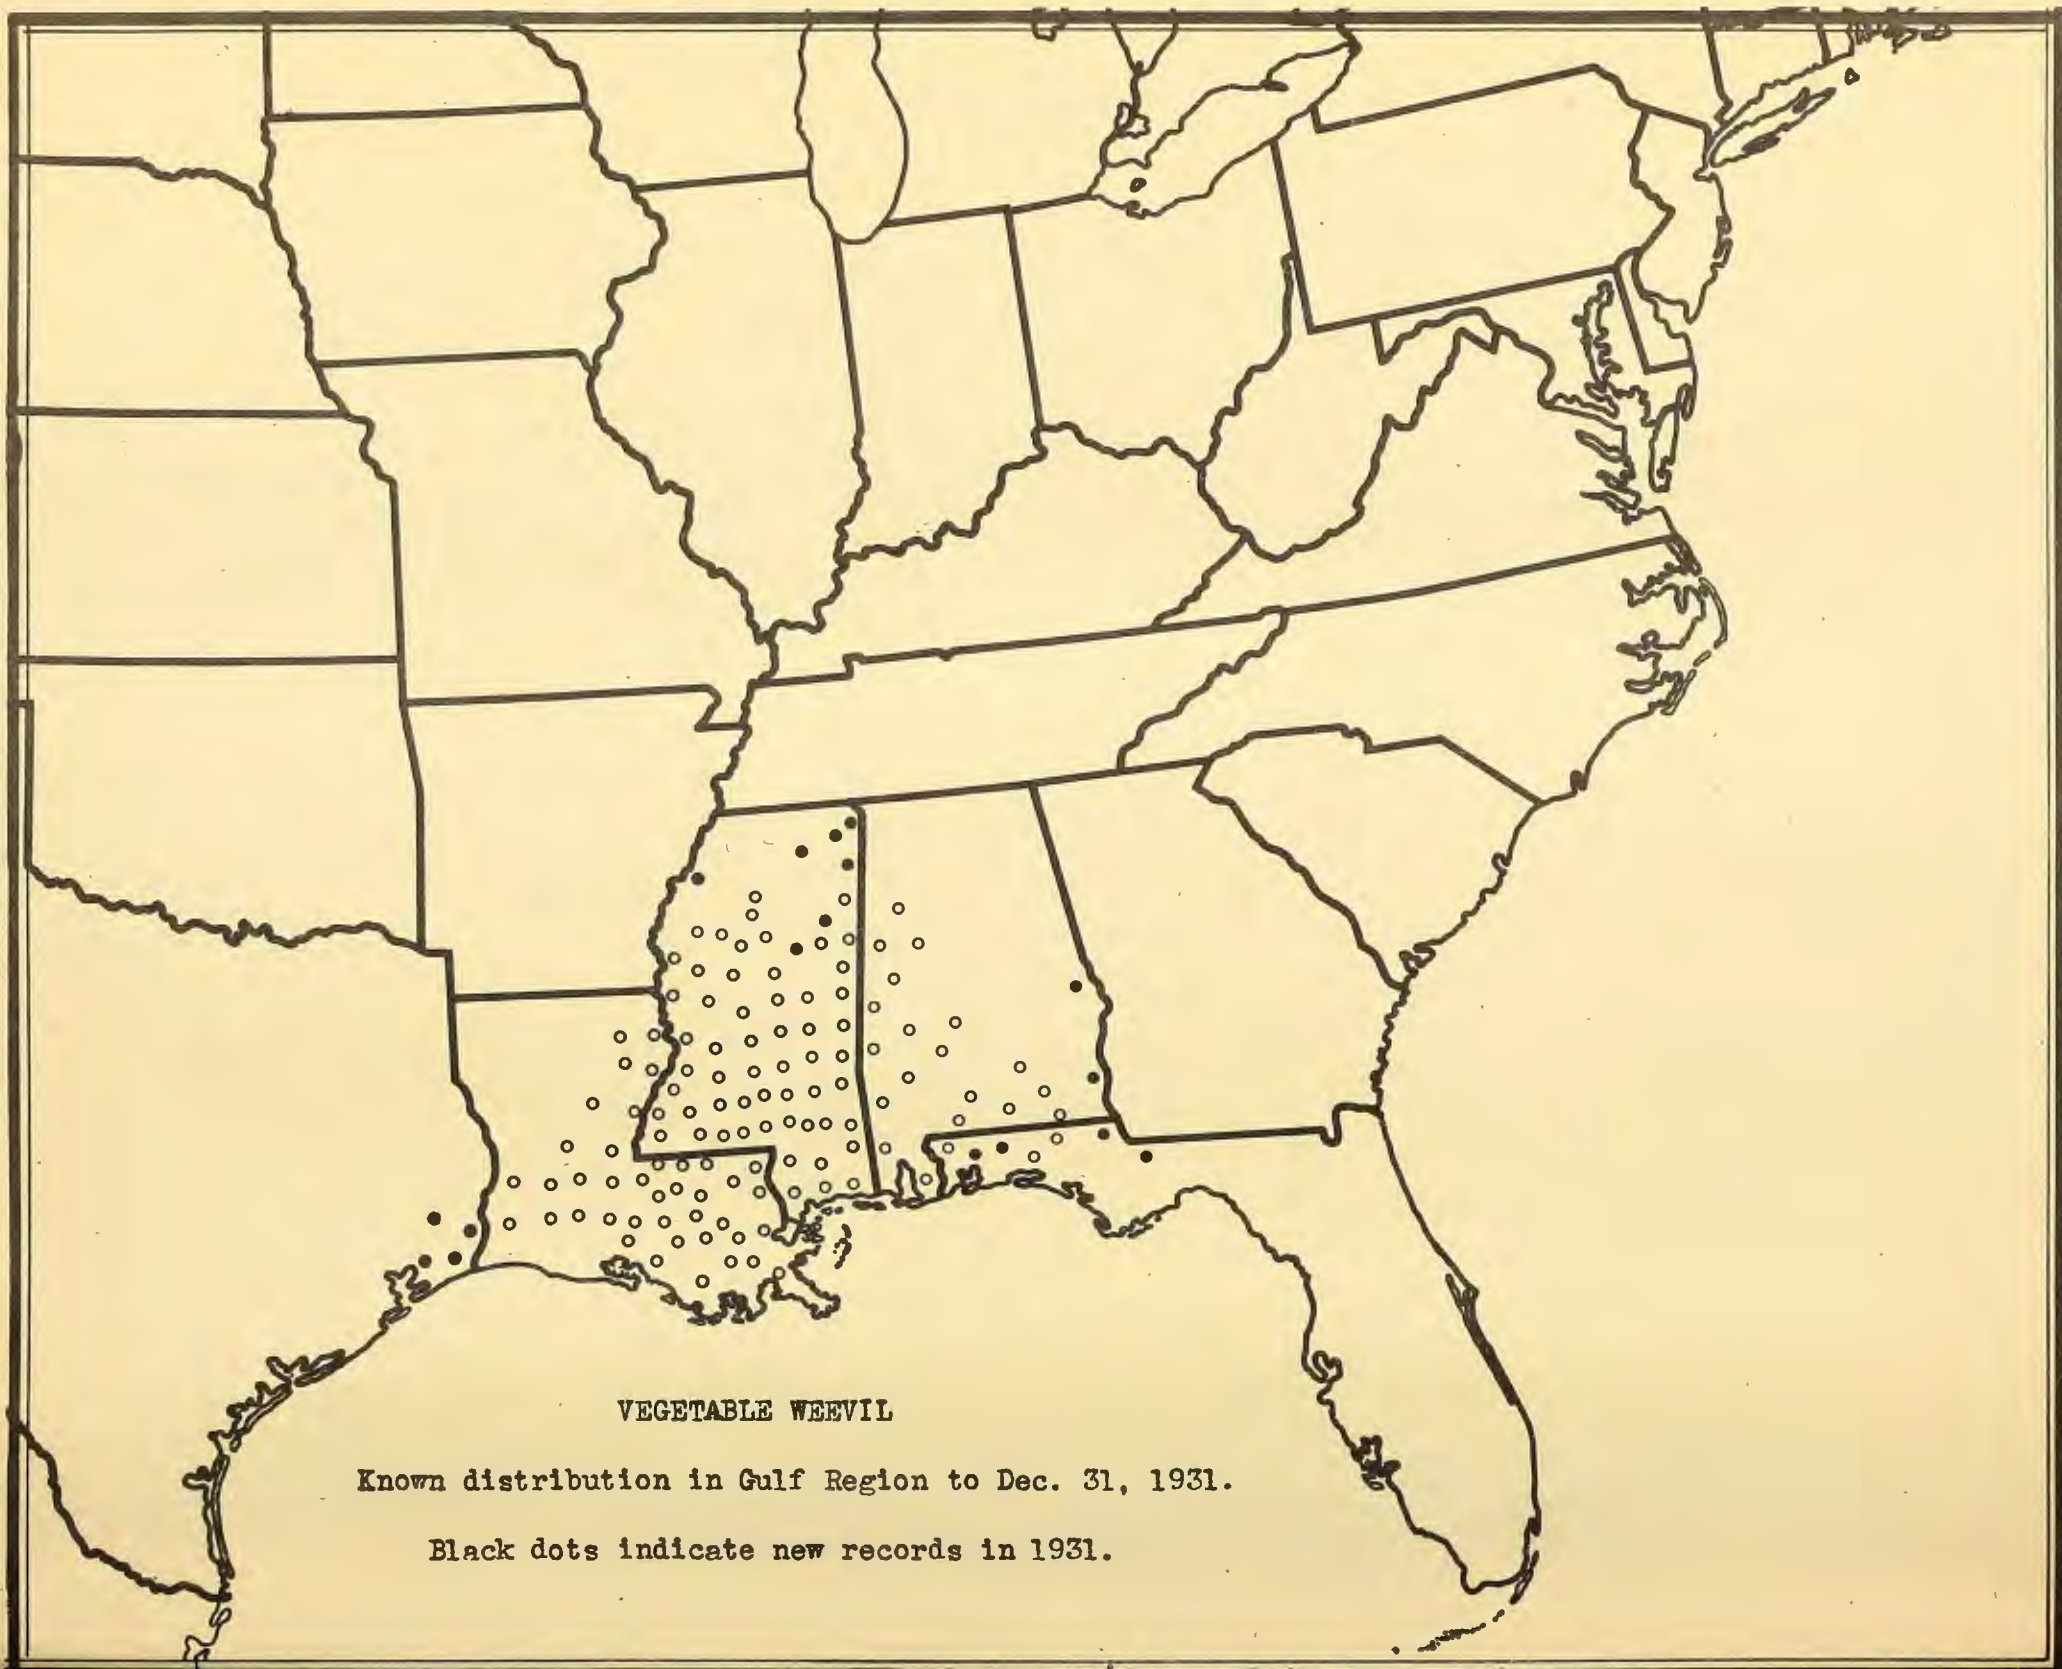 VEGETABLE WEEVIL
Known distribution in Gulf Region to Dec. 31, 1931.
Black dots indicate new records in 1931.